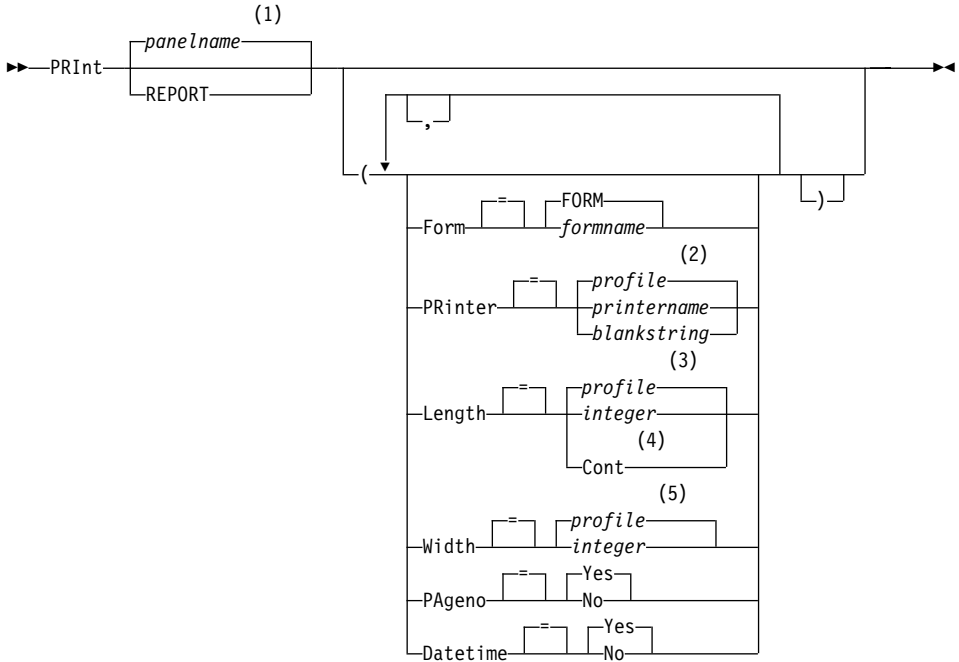 (1)
panelname
PRInt
REPORT
,
(
)
= FORM
Form formname
(2)
= profile
PRinter printername
blankstring
(3)
= profile
Length integer
(4)
Cont
(5)
= profile
Width integer
= Yes
PAgeno No
= Yes
Datetime No